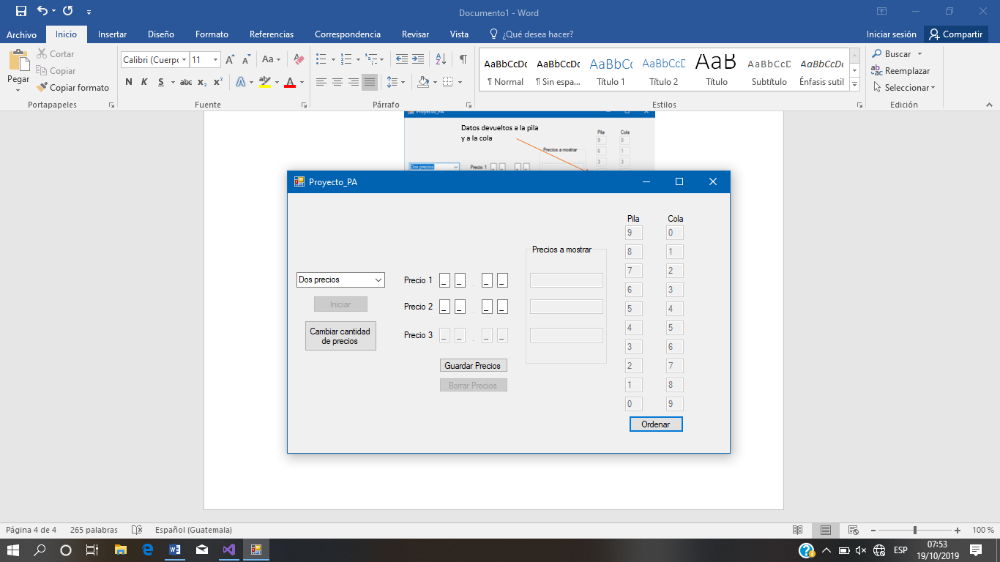 Documento1 - Word
Archivo Inicio Insertar Diseño Formato Referencias Correspondencia Revisar Vista ¿Qué desea hacer? Iniciar sesión Compartir
Pegar
Cortar
Copiar
Copiar formato
Portapapeles
Calibri (Cuerpo 11
Aa
N K S abc x₂ x²
A
Fuente
Párrafo
AaBbCcDc AaBbCcDc AaBbCc AaBbCcD AaB AaBbCcD AaBbCcDc
¶ Normal ¶ Sin espa... Título 1 Título 2 Título Subtítulo Énfasis sutil
Estilos
Buscar
Reemplazar
Seleccionar
Edición
Proyecto_PA
Datos devueltos a la pila
y a la cola
Precios a mostrar
Pila Cola
9 0
6 1
3 3
Dos precios
Precio 1 _ _ . _ _
Proyecto_PA
Dos precios
Iniciar
Cambiar cantidad
de precios
Precio 1 _ _ . _ _
Precio 2 _ _ . _ _
Precio 3 _ _ . _ _
Guardar Precios
Borrar Precios
Precios a mostrar
Pila Cola
9 0
8 1
7 2
6 3
5 4
4 5
3 6
2 7
1 8
0 9
Ordenar
Página 4 de 4 265 palabras Español (Guatemala) 100 %
ESP
07:53
19/10/2019